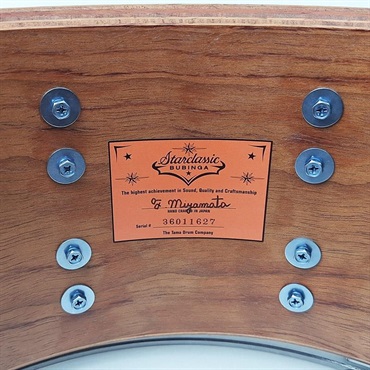 Starclassic
BUBINGA
The highest achievement in Sound, Quality and Craftsmanship
Miyamoto
HAND CRAFTED IN JAPAN
Serial # 36011627
The Tama Drum Company